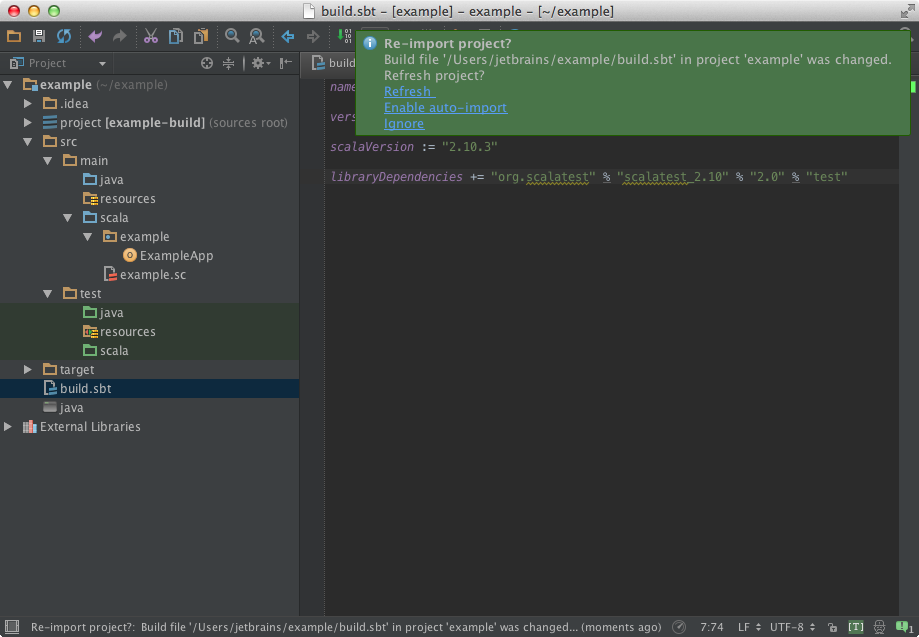 build.sbt – [example] – example – [~/example]
Project
build
Re-import project?
Build file '/Users/jetbrains/example/build.sbt' in project 'example' was changed.
Refresh project?
Refresh
Enable auto-import
Ignore
example (~/example)
.idea
project [example-build] (sources root)
src
main
java
resources
scala
example
ExampleApp
example.sc
test
java
resources
scala
target
build.sbt
java
External Libraries
name
vers
scalaVersion := "2.10.3"
libraryDependencies += "org.scalatest" % "scalatest_2.10" % "2.0" % "test"
Re-import project?: Build file '/Users/jetbrains/example/build.sbt' in project 'example' was changed... (moments ago)
7:74
LF
UTF-8
[T]